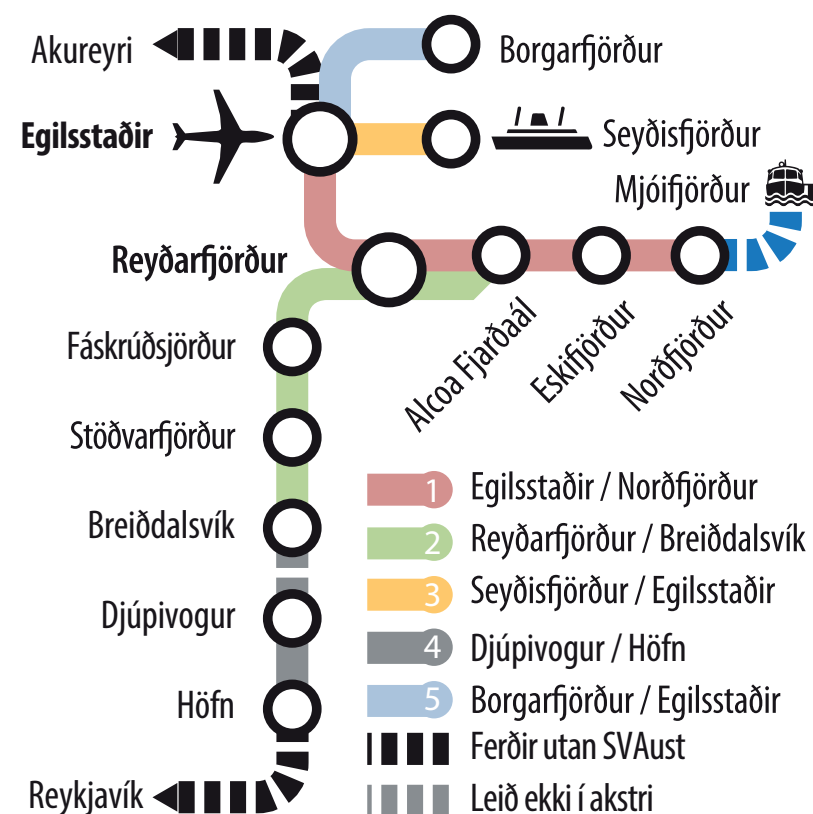 Akureyri
Borgarfjörður
Egilsstaðir
Seyðisfjörður
Mjóifjörður
Reyðarfjörður
Alcoa Fjarðaál
Eskifjörður
Norðfjörður
Fáskrúðsjörður
Stöðvarfjörður
Breiðdalsvík
Djúpivogur
Höfn
Reykjavík
1 Egilsstaðir / Norðfjörður
2 Reyðarfjörður / Breiðdalsvík
3 Seyðisfjörður / Egilsstaðir
4 Djúpivogur / Höfn
5 Borgarfjörður / Egilsstaðir
Ferðir utan SVAust
Leið ekki í akstri